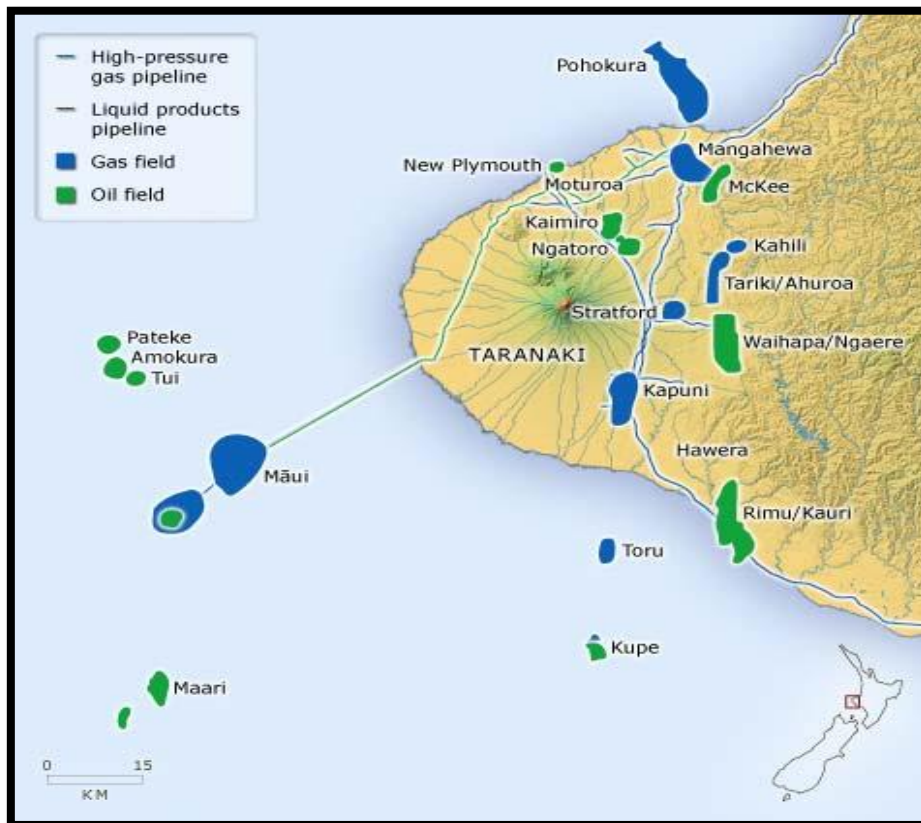 High-pressure
gas pipeline
Liquid products
pipeline
Gas field
Oil field
Pohokura
New Plymouth
Mangahewa
Moturoa
McKee
Kaimiro
Ngatoro
Kahili
Tariki/Ahuroa
Stratford
Pateke
Amokura
Tui
TARANAKI
Waihapa/Ngaere
Kapuni
Hawera
Māui
Rimu/Kauri
Toru
Kupe
Maari
0 15
KM